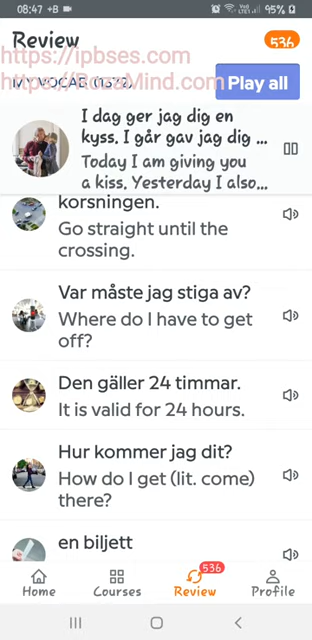 08:47 +B
95%
Review
536
https://ipbses.com
https://RosaMind.com
Play all
I dag ger jag dig en
kyss. I går gav jag dig ...
Today I am giving you
a kiss. Yesterday I also...
korsningen.
Go straight until the
crossing.
Var måste jag stiga av?
Where do I have to get
off?
Den gäller 24 timmar.
It is valid for 24 hours.
Hur kommer jag dit?
How do I get (lit. come)
there?
en biljett
536
Home
Courses
Review
Profile